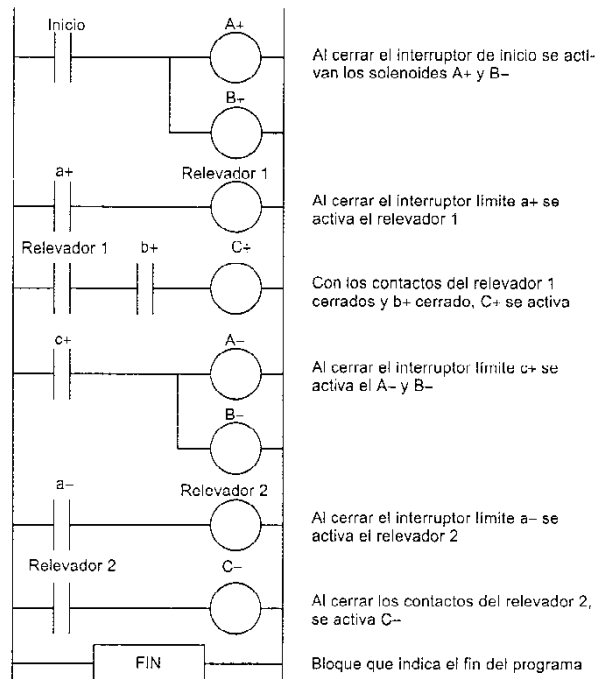 Inicio
A+
Al cerrar el interruptor de inicio se acti-
van los solenoides A+ y B−
B+
a+
Relevador 1
Al cerrar el interruptor límite a+ se
activa el relevador 1
Relevador 1
b+
C+
Con los contactos del relevador 1
cerrados y b+ cerrado, C+ se activa
c+
A−
Al cerrar el interruptor límite c+ se
activa el A− y B−
B−
a−
Relevador 2
Al cerrar el interruptor límite a− se
activa el relevador 2
Relevador 2
C−
Al cerrar los contactos del relevador 2,
se activa C−
FIN
Bloque que indica el fin del programa